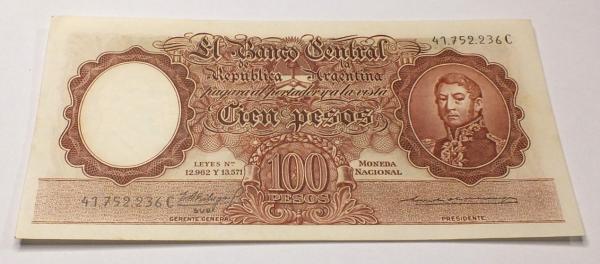 41.752.236 C
El Banco Central
de la
República Argentina
pagará al portador y a la vista
Cien pesos
LEYES Nos
12.962 Y 13.571
100
PESOS
MONEDA
NACIONAL
41.752.236 C
GERENTE GENERAL
PRESIDENTE